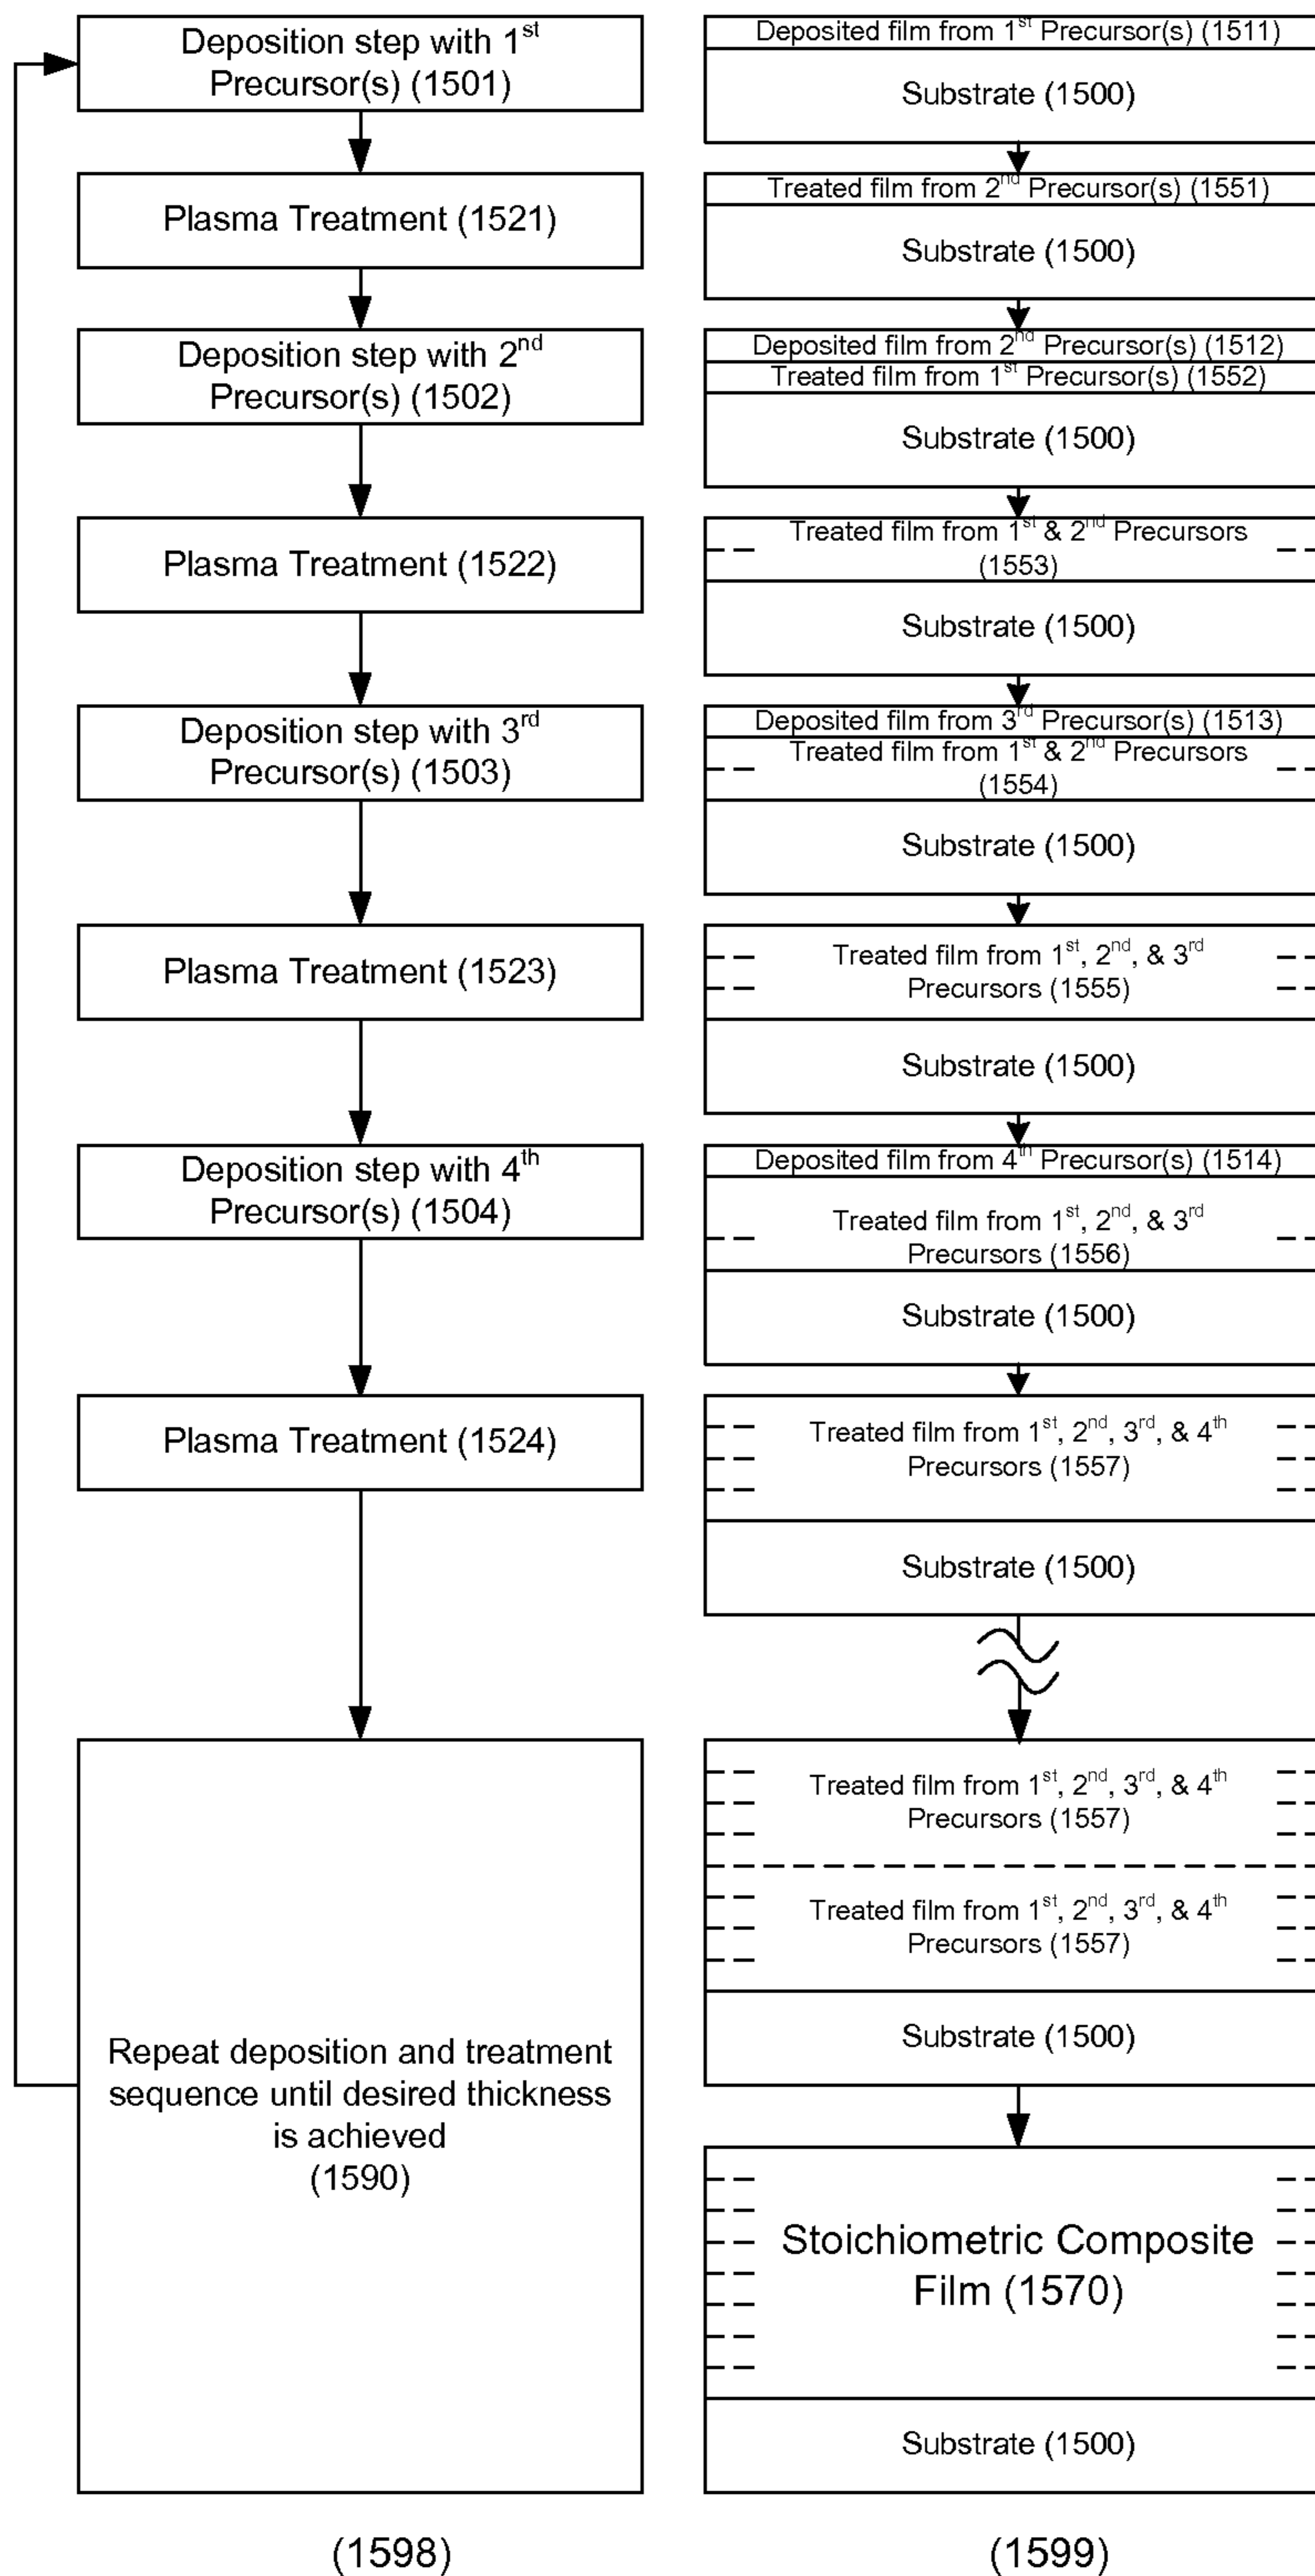 Deposition step with 1st
Precursor(s) (1501)
Plasma Treatment (1521)
Deposition step with 2nd
Precursor(s) (1502)
Plasma Treatment (1522)
Deposition step with 3rd
Precursor(s) (1503)
Plasma Treatment (1523)
Deposition step with 4th
Precursor(s) (1504)
Plasma Treatment (1524)
Repeat deposition and treatment
sequence until desired thickness
is achieved
(1590)
(1598)
Deposited film from 1st Precursor(s) (1511)
Substrate (1500)
Treated film from 2nd Precursor(s) (1551)
Substrate (1500)
Deposited film from 2nd Precursor(s) (1512)
Treated film from 1st Precursor(s) (1552)
Substrate (1500)
Treated film from 1st & 2nd Precursors
(1553)
Substrate (1500)
Deposited film from 3rd Precursor(s) (1513)
Treated film from 1st & 2nd Precursors
(1554)
Substrate (1500)
Treated film from 1st, 2nd, & 3rd
Precursors (1555)
Substrate (1500)
Deposited film from 4th Precursor(s) (1514)
Treated film from 1st, 2nd, & 3rd
Precursors (1556)
Substrate (1500)
Treated film from 1st, 2nd, 3rd, & 4th
Precursors (1557)
Substrate (1500)
Treated film from 1st, 2nd, 3rd, & 4th
Precursors (1557)
Treated film from 1st, 2nd, 3rd, & 4th
Precursors (1557)
Substrate (1500)
Stoichiometric Composite
Film (1570)
Substrate (1500)
(1599)